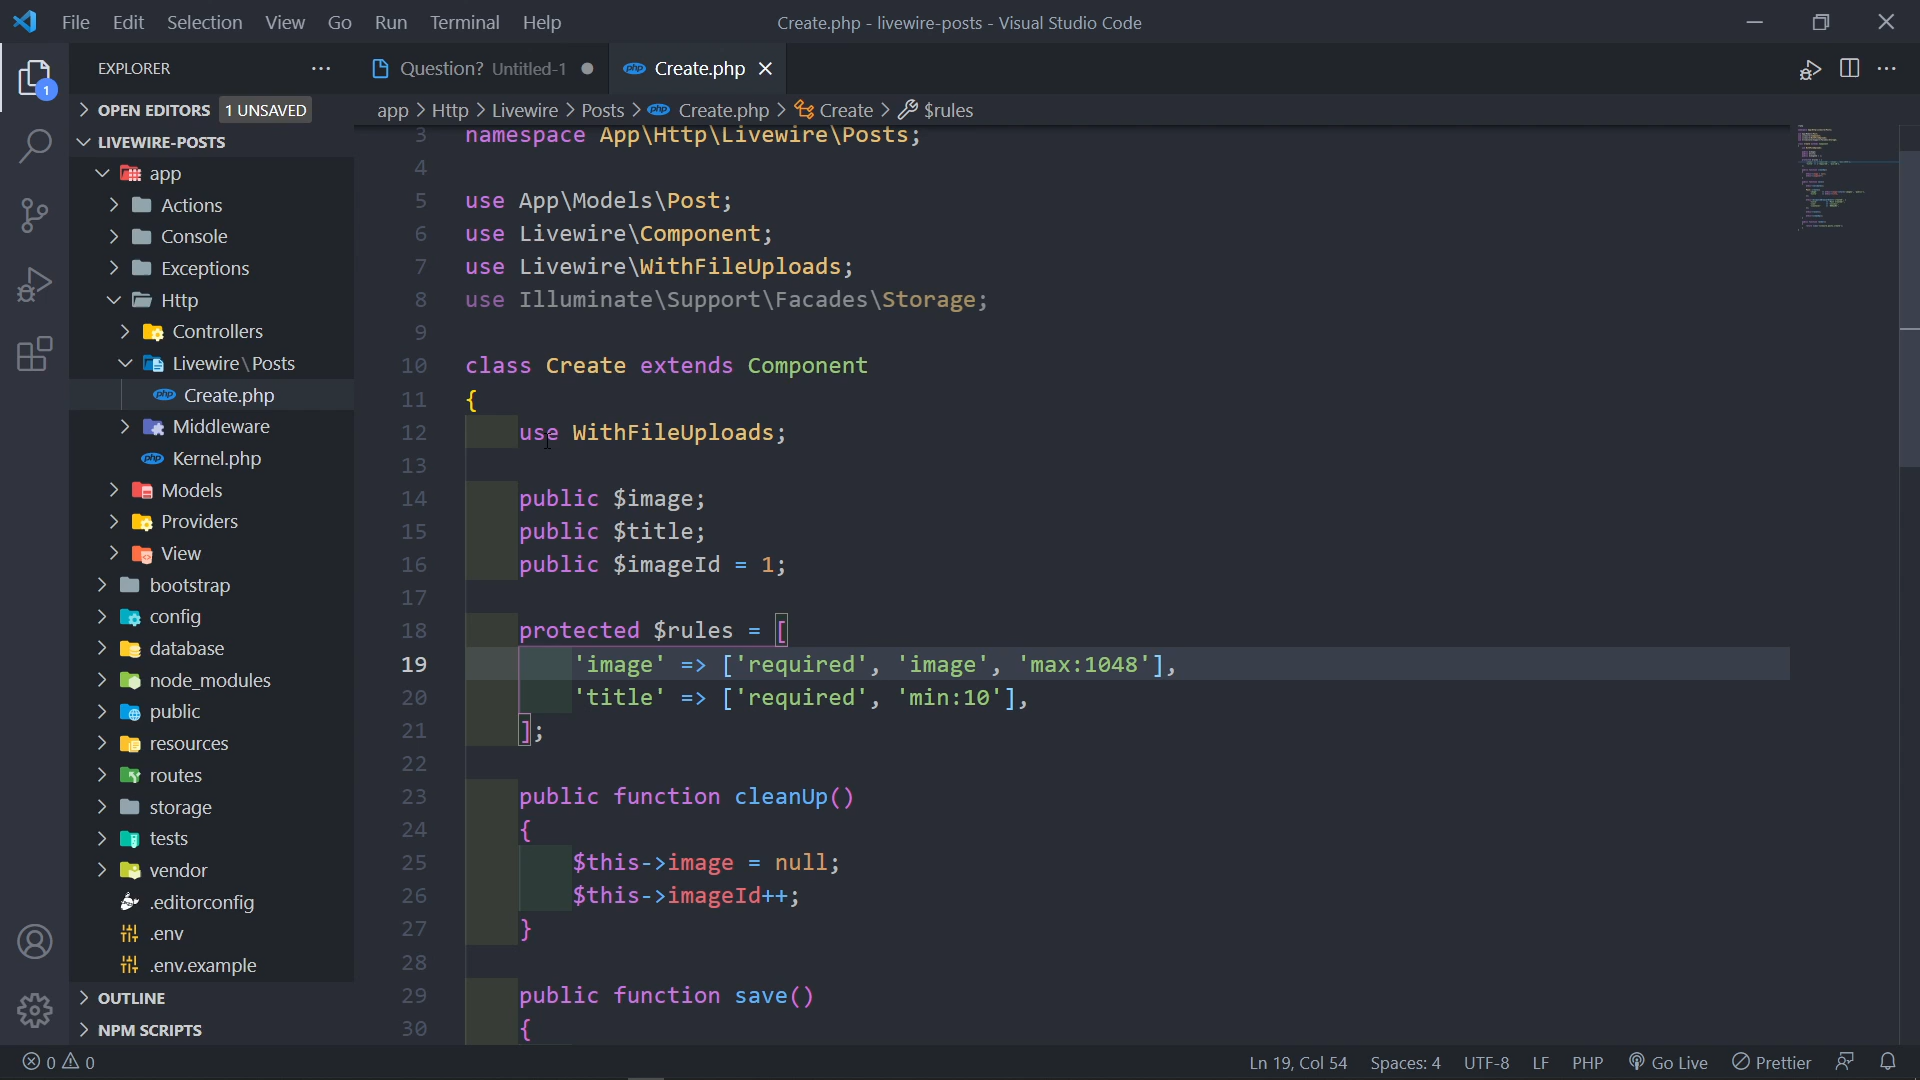 File Edit Selection View Go Run Terminal Help
Create.php - livewire-posts - Visual Studio Code
EXPLORER
Question? Untitled-1
Create.php
OPEN EDITORS 1 UNSAVED
app > Http > Livewire > Posts > Create.php > Create > $rules
LIVEWIRE-POSTS
app
Actions
Console
Exceptions
Http
Controllers
Livewire\Posts
Create.php
Middleware
Kernel.php
Models
Providers
View
bootstrap
config
database
node_modules
public
resources
routes
storage
tests
vendor
.editorconfig
.env
.env.example
OUTLINE
NPM SCRIPTS
1
3 namespace App\Http\Livewire\Posts;
4
5 use App\Models\Post;
6 use Livewire\Component;
7 use Livewire\WithFileUploads;
8 use Illuminate\Support\Facades\Storage;
9
10 class Create extends Component
11 {
12 use WithFileUploads;
13
14 public $image;
15 public $title;
16 public $imageId = 1;
17
18 protected $rules = [
19 'image' => ['required', 'image', 'max:1048'],
20 'title' => ['required', 'min:10'],
21 ];
22
23 public function cleanUp()
24 {
25 $this->image = null;
26 $this->imageId++;
27 }
28
29 public function save()
30 {
0 0
Ln 19, Col 54 Spaces: 4 UTF-8 LF PHP Go Live Prettier